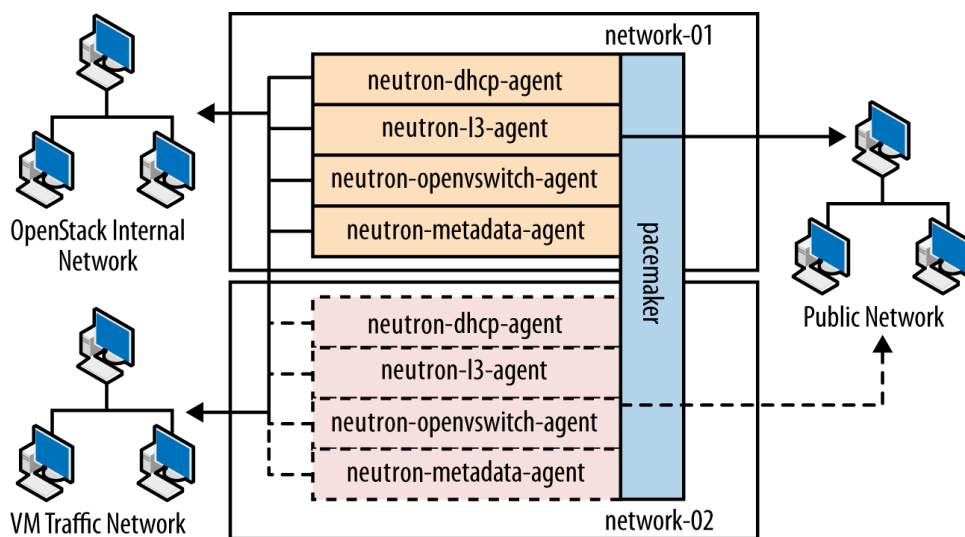 network-01
neutron-dhcp-agent
neutron-l3-agent
neutron-openvswitch-agent
neutron-metadata-agent
pacemaker
OpenStack Internal
Network
Public Network
neutron-dhcp-agent
neutron-l3-agent
neutron-openvswitch-agent
neutron-metadata-agent
VM Traffic Network
network-02